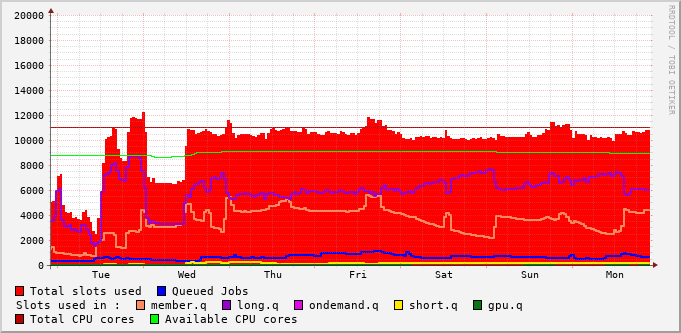 RRDTOOL / TOBI OETIKER
20000
18000
16000
14000
12000
10000
8000
6000
4000
2000
0
Tue Wed Thu Fri Sat Sun Mon
Total slots used Queued Jobs
Slots used in : member.q long.q ondemand.q short.q gpu.q
Total CPU cores Available CPU cores